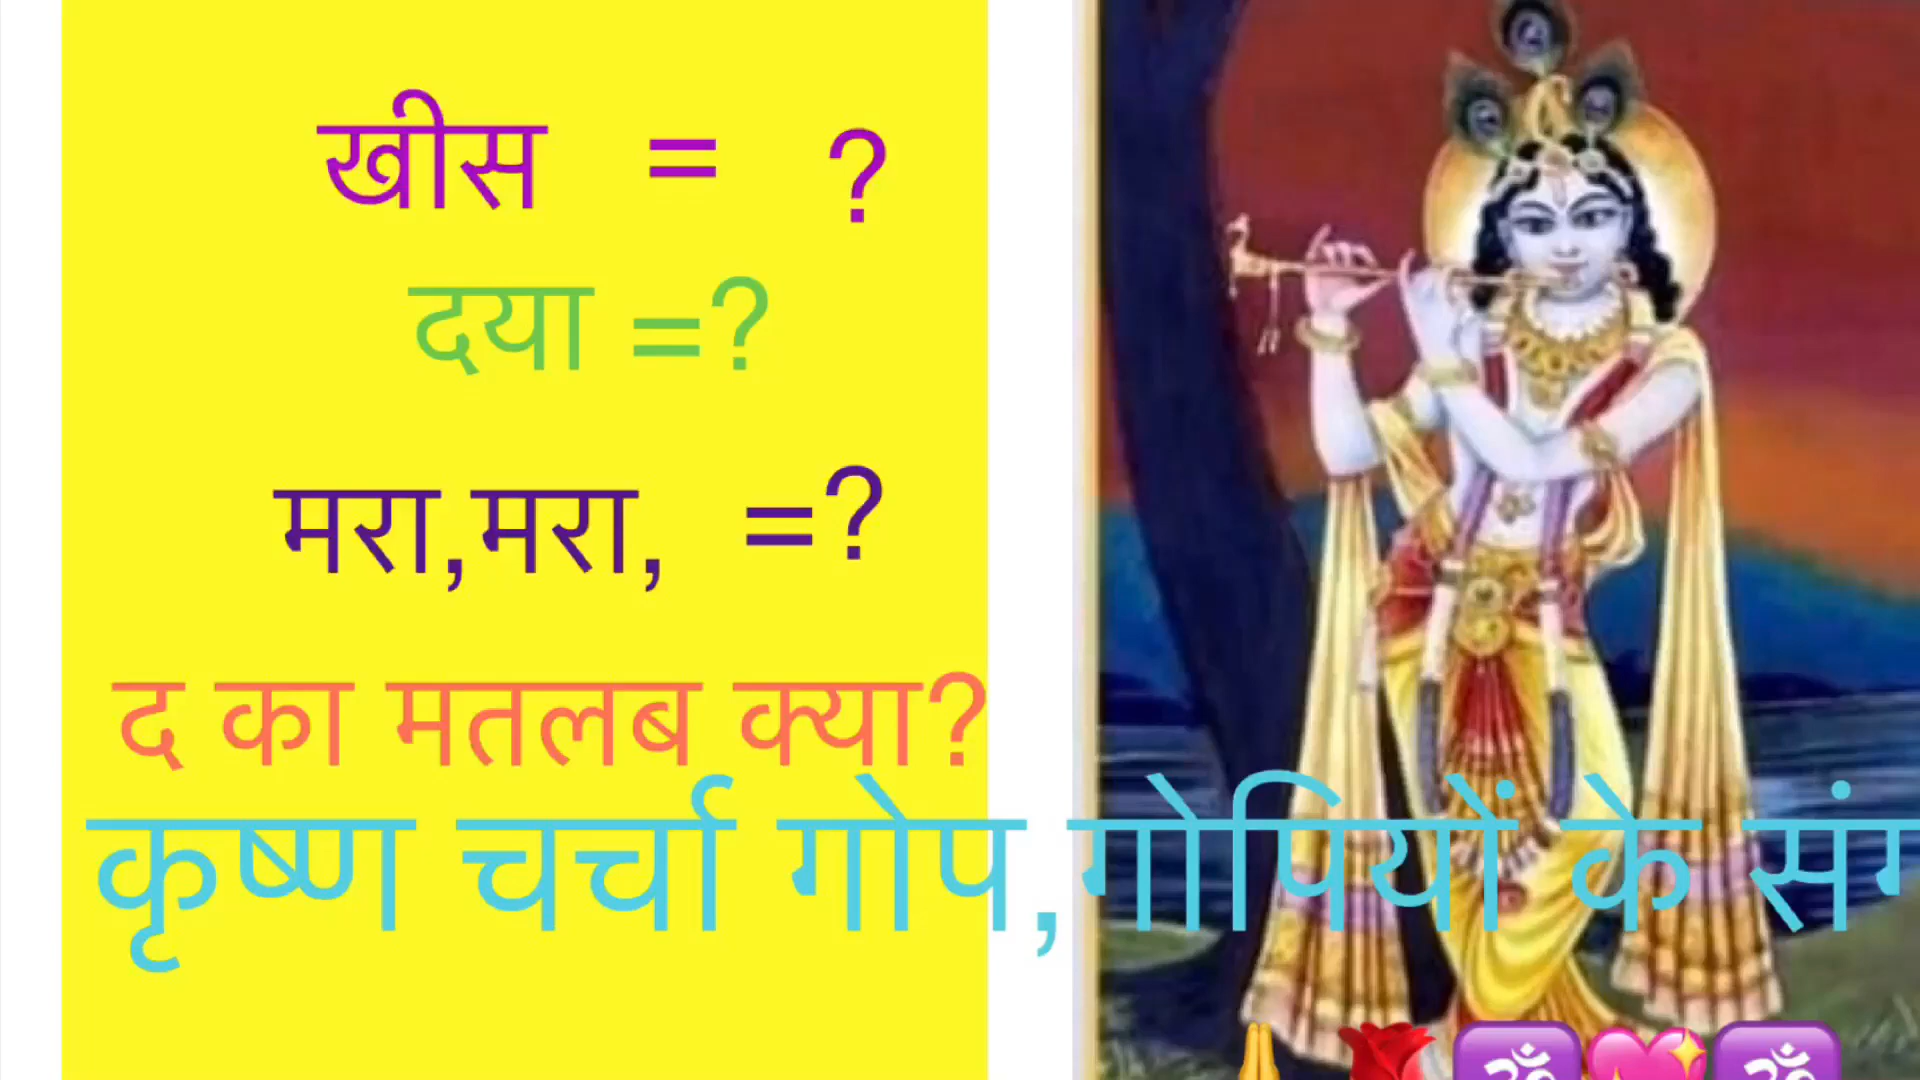 खीस = ?
दया =?
मरा,मरा, =?
द का मतलब क्या?
कृष्ण चर्चा गोप,गोपियों के संग
🙏🌹🕉💖🕉